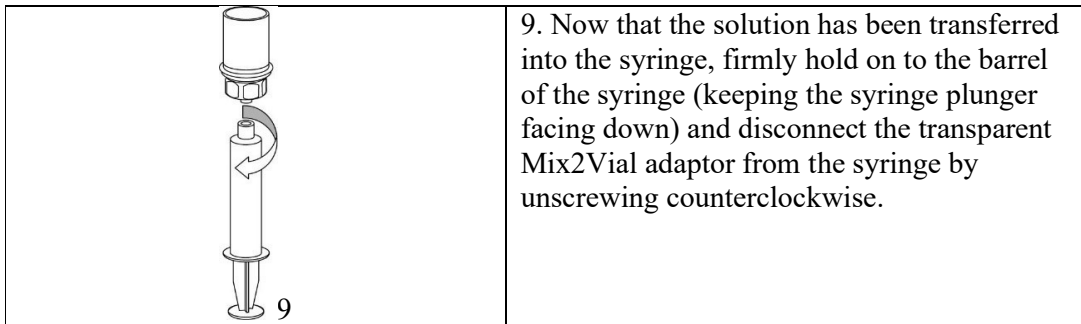 9. Now that the solution has been transferred
into the syringe, firmly hold on to the barrel
of the syringe (keeping the syringe plunger
facing down) and disconnect the transparent
Mix2Vial adaptor from the syringe by
unscrewing counterclockwise.
9